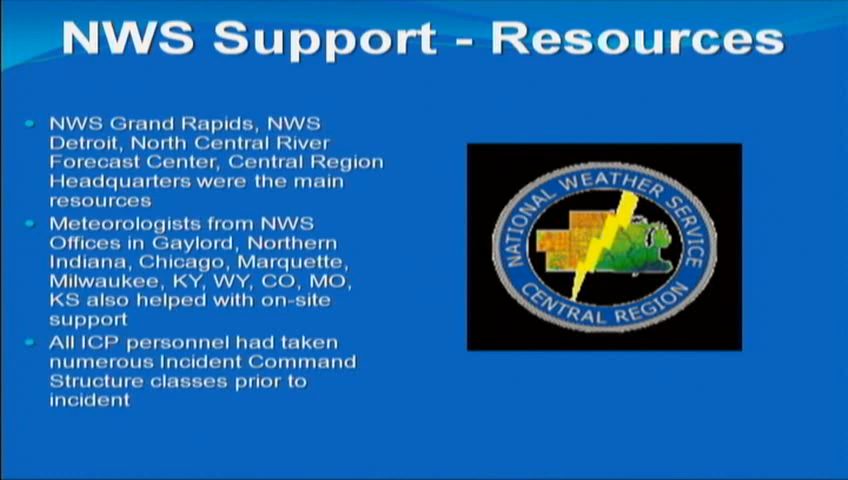 NWS Support - Resources
NWS Grand Rapids, NWS
Detroit, North Central River
Forecast Center, Central Region
Headquarters were the main
resources
Meteorologists from NWS
Offices in Gaylord, Northern
Indiana, Chicago, Marquette,
Milwaukee, KY, WY, CO, MO,
KS also helped with on-site
support
All ICP personnel had taken
numerous Incident Command
Structure classes prior to
incident
NATIONAL WEATHER SERVICE
CENTRAL REGION